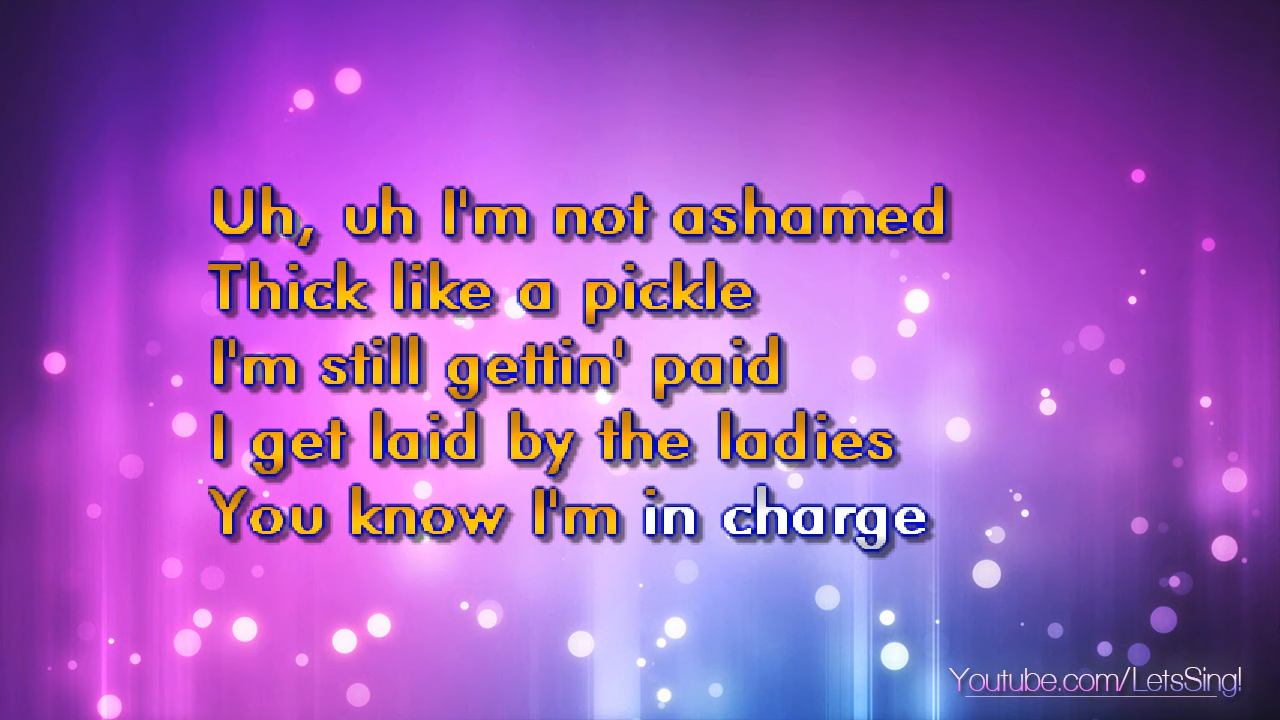 Uh, uh I'm not ashamed
Thick like a pickle
I'm still gettin' paid
I get laid by the ladies
You know I'm in charge
Youtube.com/LetsSing!